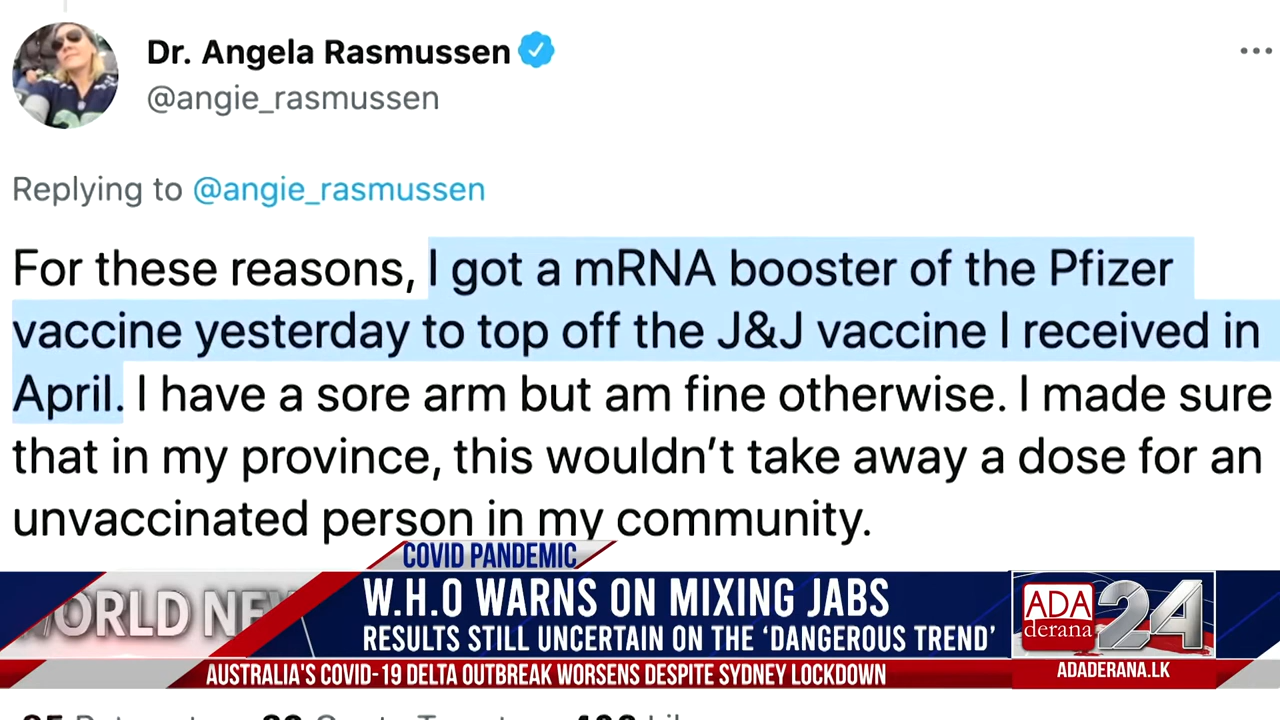 Dr. Angela Rasmussen
@angie_rasmussen
Replying to @angie_rasmussen
For these reasons, I got a mRNA booster of the Pfizer
vaccine yesterday to top off the J&J vaccine I received in
April. I have a sore arm but am fine otherwise. I made sure
that in my province, this wouldn't take away a dose for an
unvaccinated person in my community.
COVID PANDEMIC
W.H.O WARNS ON MIXING JABS
RESULTS STILL UNCERTAIN ON THE 'DANGEROUS TREND'
ADA
derana
24
AUSTRALIA'S COVID-19 DELTA OUTBREAK WORSENS DESPITE SYDNEY LOCKDOWN
ADADERANA.LK